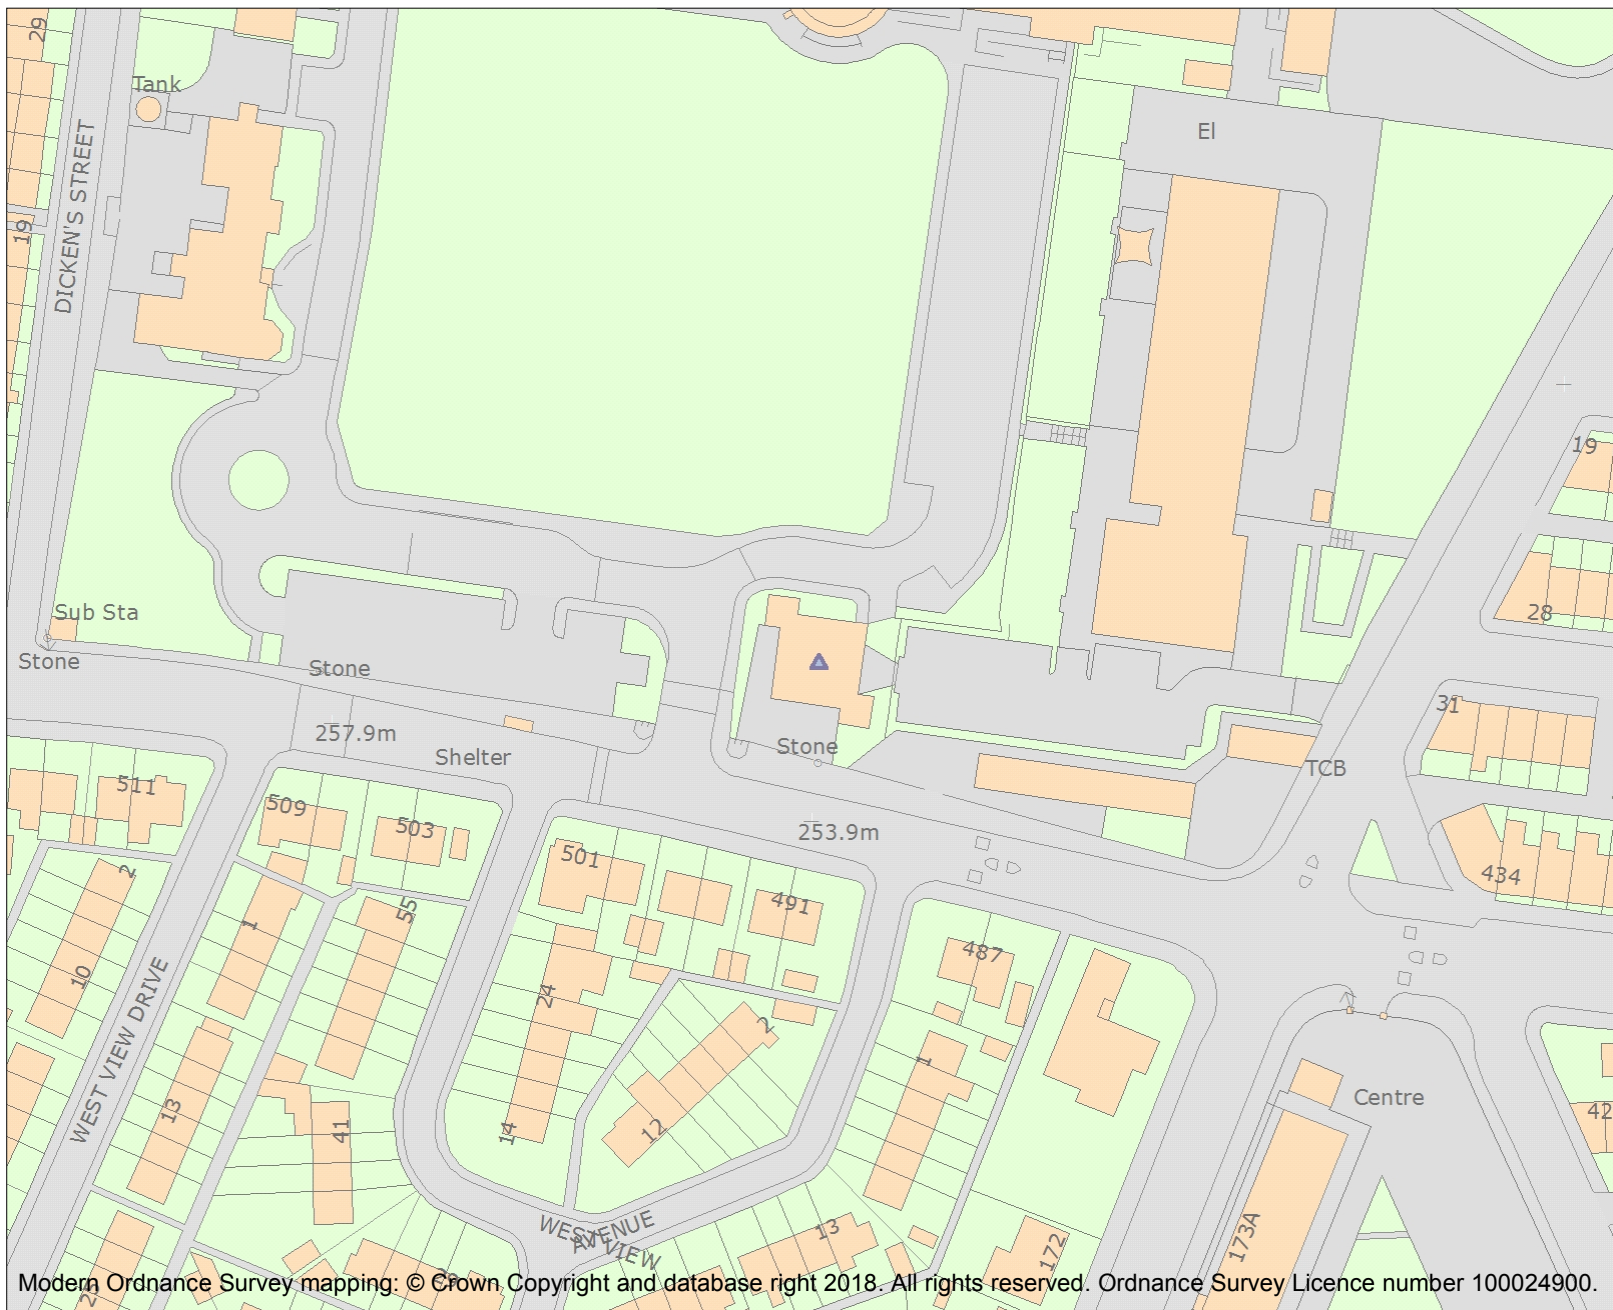 29
Tank
El
DICKEN'S STREET
19
19
Sub Sta
28
Stone
Stone
31
257.9m
Shelter
Stone
TCB
511
509
503
253.9m
501
434
2
491
55
1
487
10
24
2
1
WEST VIEW DRIVE
13
41
14
12
Centre
42
WEST VIEW
AVENUE
13
173A
172
Modern Ordnance Survey mapping: © Crown Copyright and database right 2018. All rights reserved. Ordnance Survey Licence number 100024900.